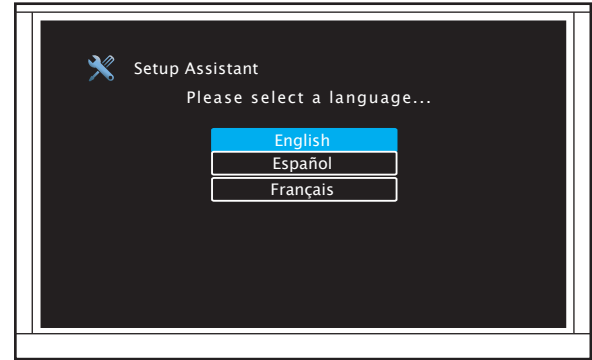 Setup Assistant
Please select a language...
English
Español
Français